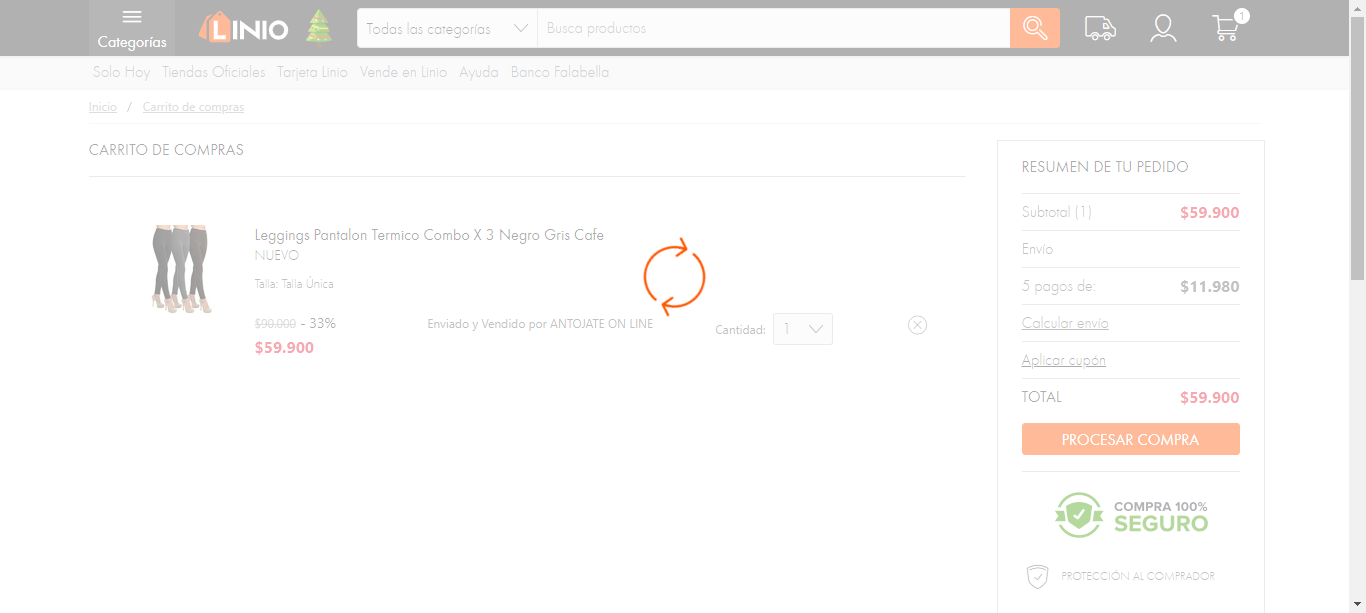 Categorías
LINIO
Todas las categorías
Busca productos
1
Solo Hoy Tiendas Oficiales Tarjeta Linio Vende en Linio Ayuda Banco Falabella
Inicio / Carrito de compras
CARRITO DE COMPRAS
Leggings Pantalon Termico Combo X 3 Negro Gris Cafe
NUEVO
Talla: Talla Única
$90.000 - 33%
$59.900
Enviado y Vendido por ANTOJATE ON LINE
Cantidad: 1
RESUMEN DE TU PEDIDO
Subtotal (1) $59.900
Envío
5 pagos de: $11.980
Calcular envío
Aplicar cupón
TOTAL $59.900
PROCESAR COMPRA
COMPRA 100%
SEGURO
PROTECCIÓN AL COMPRADOR